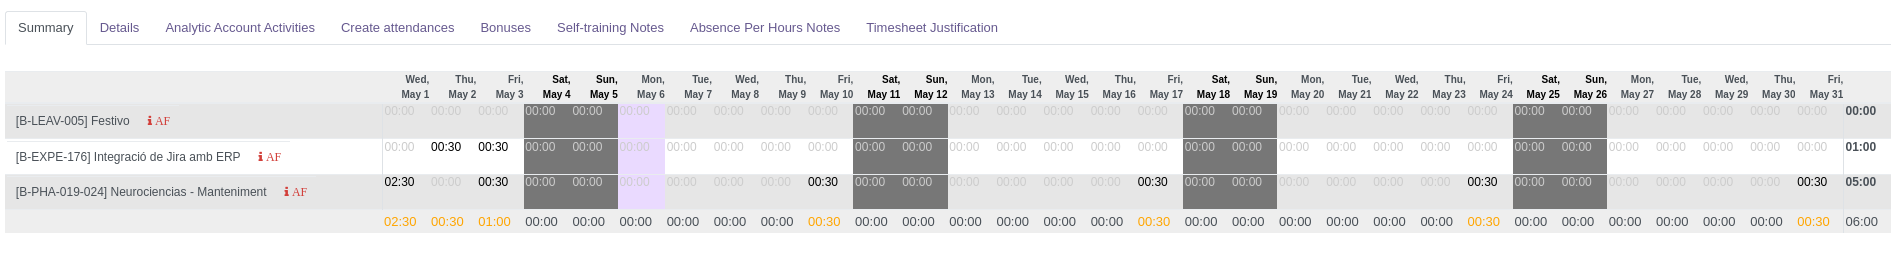 Summary Details Analytic Account Activities Create attendances Bonuses Self-training Notes Absence Per Hours Notes Timesheet Justification
Wed, Thu, Fri, Sat, Sun, Mon, Tue, Wed, Thu, Fri, Sat, Sun, Mon, Tue, Wed, Thu, Fri, Sat, Sun, Mon, Tue, Wed, Thu, Fri, Sat, Sun, Mon, Tue, Wed, Thu, Fri,
May 1 May 2 May 3 May 4 May 5 May 6 May 7 May 8 May 9 May 10 May 11 May 12 May 13 May 14 May 15 May 16 May 17 May 18 May 19 May 20 May 21 May 22 May 23 May 24 May 25 May 26 May 27 May 28 May 29 May 30 May 31
[B-LEAV-005] Festivo AF 00:00 00:00 00:00 00:00 00:00 00:00 00:00 00:00 00:00 00:00 00:00 00:00 00:00 00:00 00:00 00:00 00:00 00:00 00:00 00:00 00:00 00:00 00:00 00:00 00:00 00:00 00:00 00:00 00:00 00:00 00:00 00:00
[B-EXPE-176] Integració de Jira amb ERP AF 00:00 00:30 00:30 00:00 00:00 00:00 00:00 00:00 00:00 00:00 00:00 00:00 00:00 00:00 00:00 00:00 00:00 00:00 00:00 00:00 00:00 00:00 00:00 00:00 00:00 00:00 00:00 00:00 00:00 00:00 00:00 01:00
[B-PHA-019-024] Neurociencias - Manteniment AF 02:30 00:00 00:30 00:00 00:00 00:00 00:00 00:00 00:00 00:30 00:00 00:00 00:00 00:00 00:00 00:00 00:30 00:00 00:00 00:00 00:00 00:00 00:00 00:30 00:00 00:00 00:00 00:00 00:00 00:00 00:30 05:00
02:30 00:30 01:00 00:00 00:00 00:00 00:00 00:00 00:00 00:30 00:00 00:00 00:00 00:00 00:00 00:00 00:30 00:00 00:00 00:00 00:00 00:00 00:00 00:30 00:00 00:00 00:00 00:00 00:00 00:00 00:30 06:00